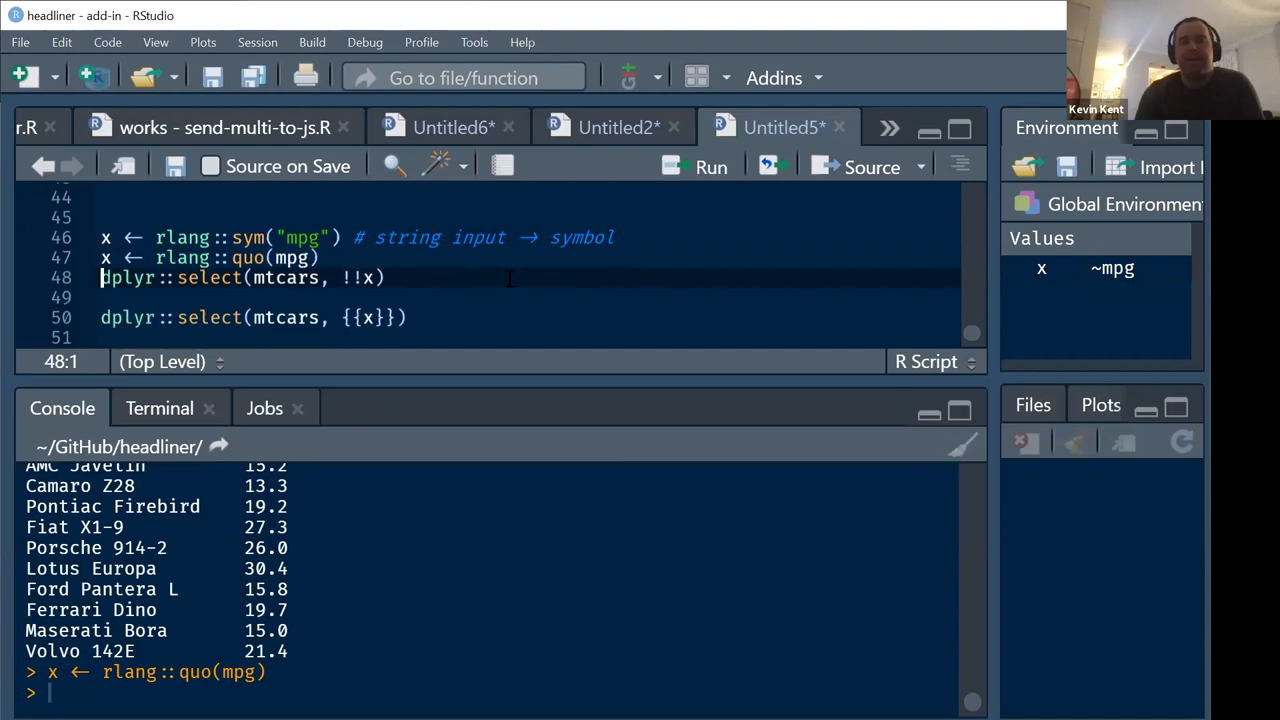 headliner - add-in - RStudio
File Edit Code View Plots Session Build Debug Profile Tools Help
Go to file/function
Addins
Kevin Kent
r.R
works - send-multi-to-js.R
Untitled6*
Untitled2*
Untitled5*
Source on Save
Run
Source
44
45
46 x ← rlang::sym("mpg") # string input → symbol
47 x ← rlang::quo(mpg)
48 dplyr::select(mtcars, !!x)
49
50 dplyr::select(mtcars, {{x}})
51
48:1 (Top Level) R Script
Console Terminal Jobs
~/GitHub/headliner/
AMC Javelin 15.2
Camaro Z28 13.3
Pontiac Firebird 19.2
Fiat X1-9 27.3
Porsche 914-2 26.0
Lotus Europa 30.4
Ford Pantera L 15.8
Ferrari Dino 19.7
Maserati Bora 15.0
Volvo 142E 21.4
> x ← rlang::quo(mpg)
>
Environment
Import
Global Environmen
Values
x ~mpg
Files Plots